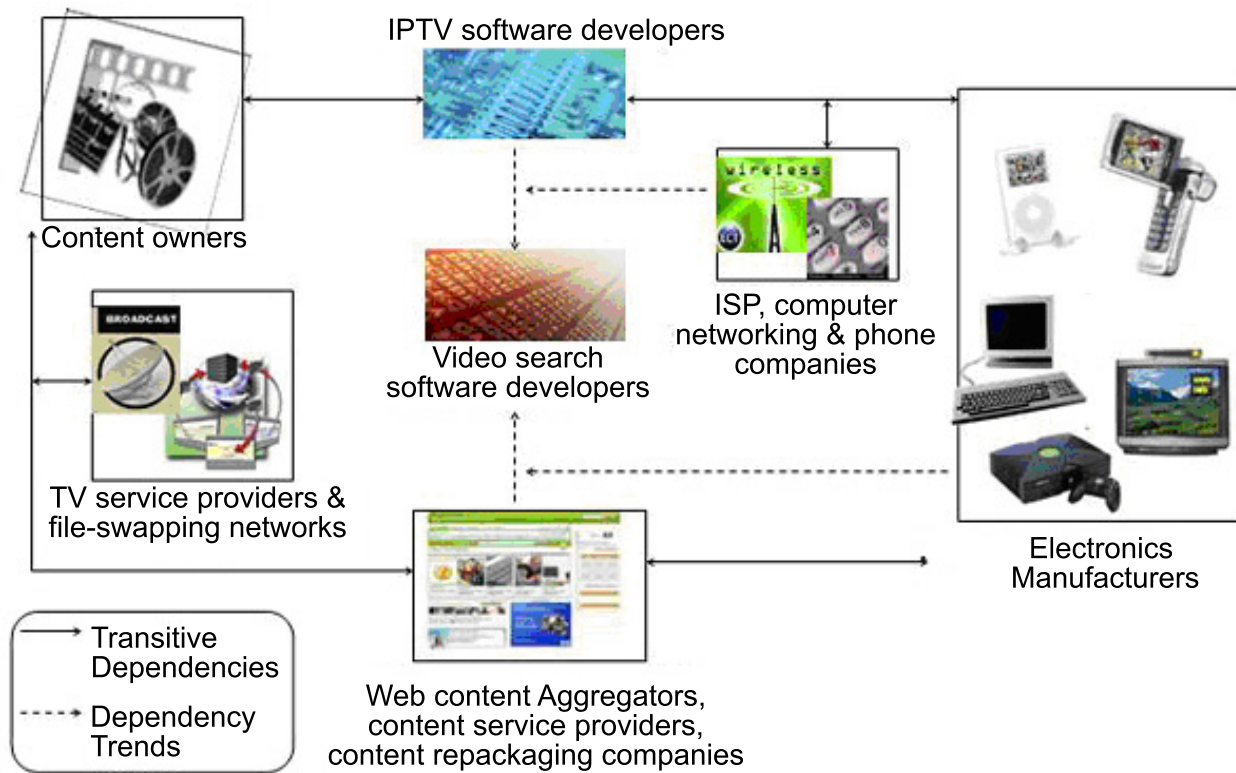 IPTV software developers
Content owners
wireless
ISP, computer
networking & phone
companies
BROADCAST
Video search
software developers
TV service providers &
file-swapping networks
Electronics
Manufacturers
Transitive
Dependencies
Dependency
Trends
Web content Aggregators,
content service providers,
content repackaging companies